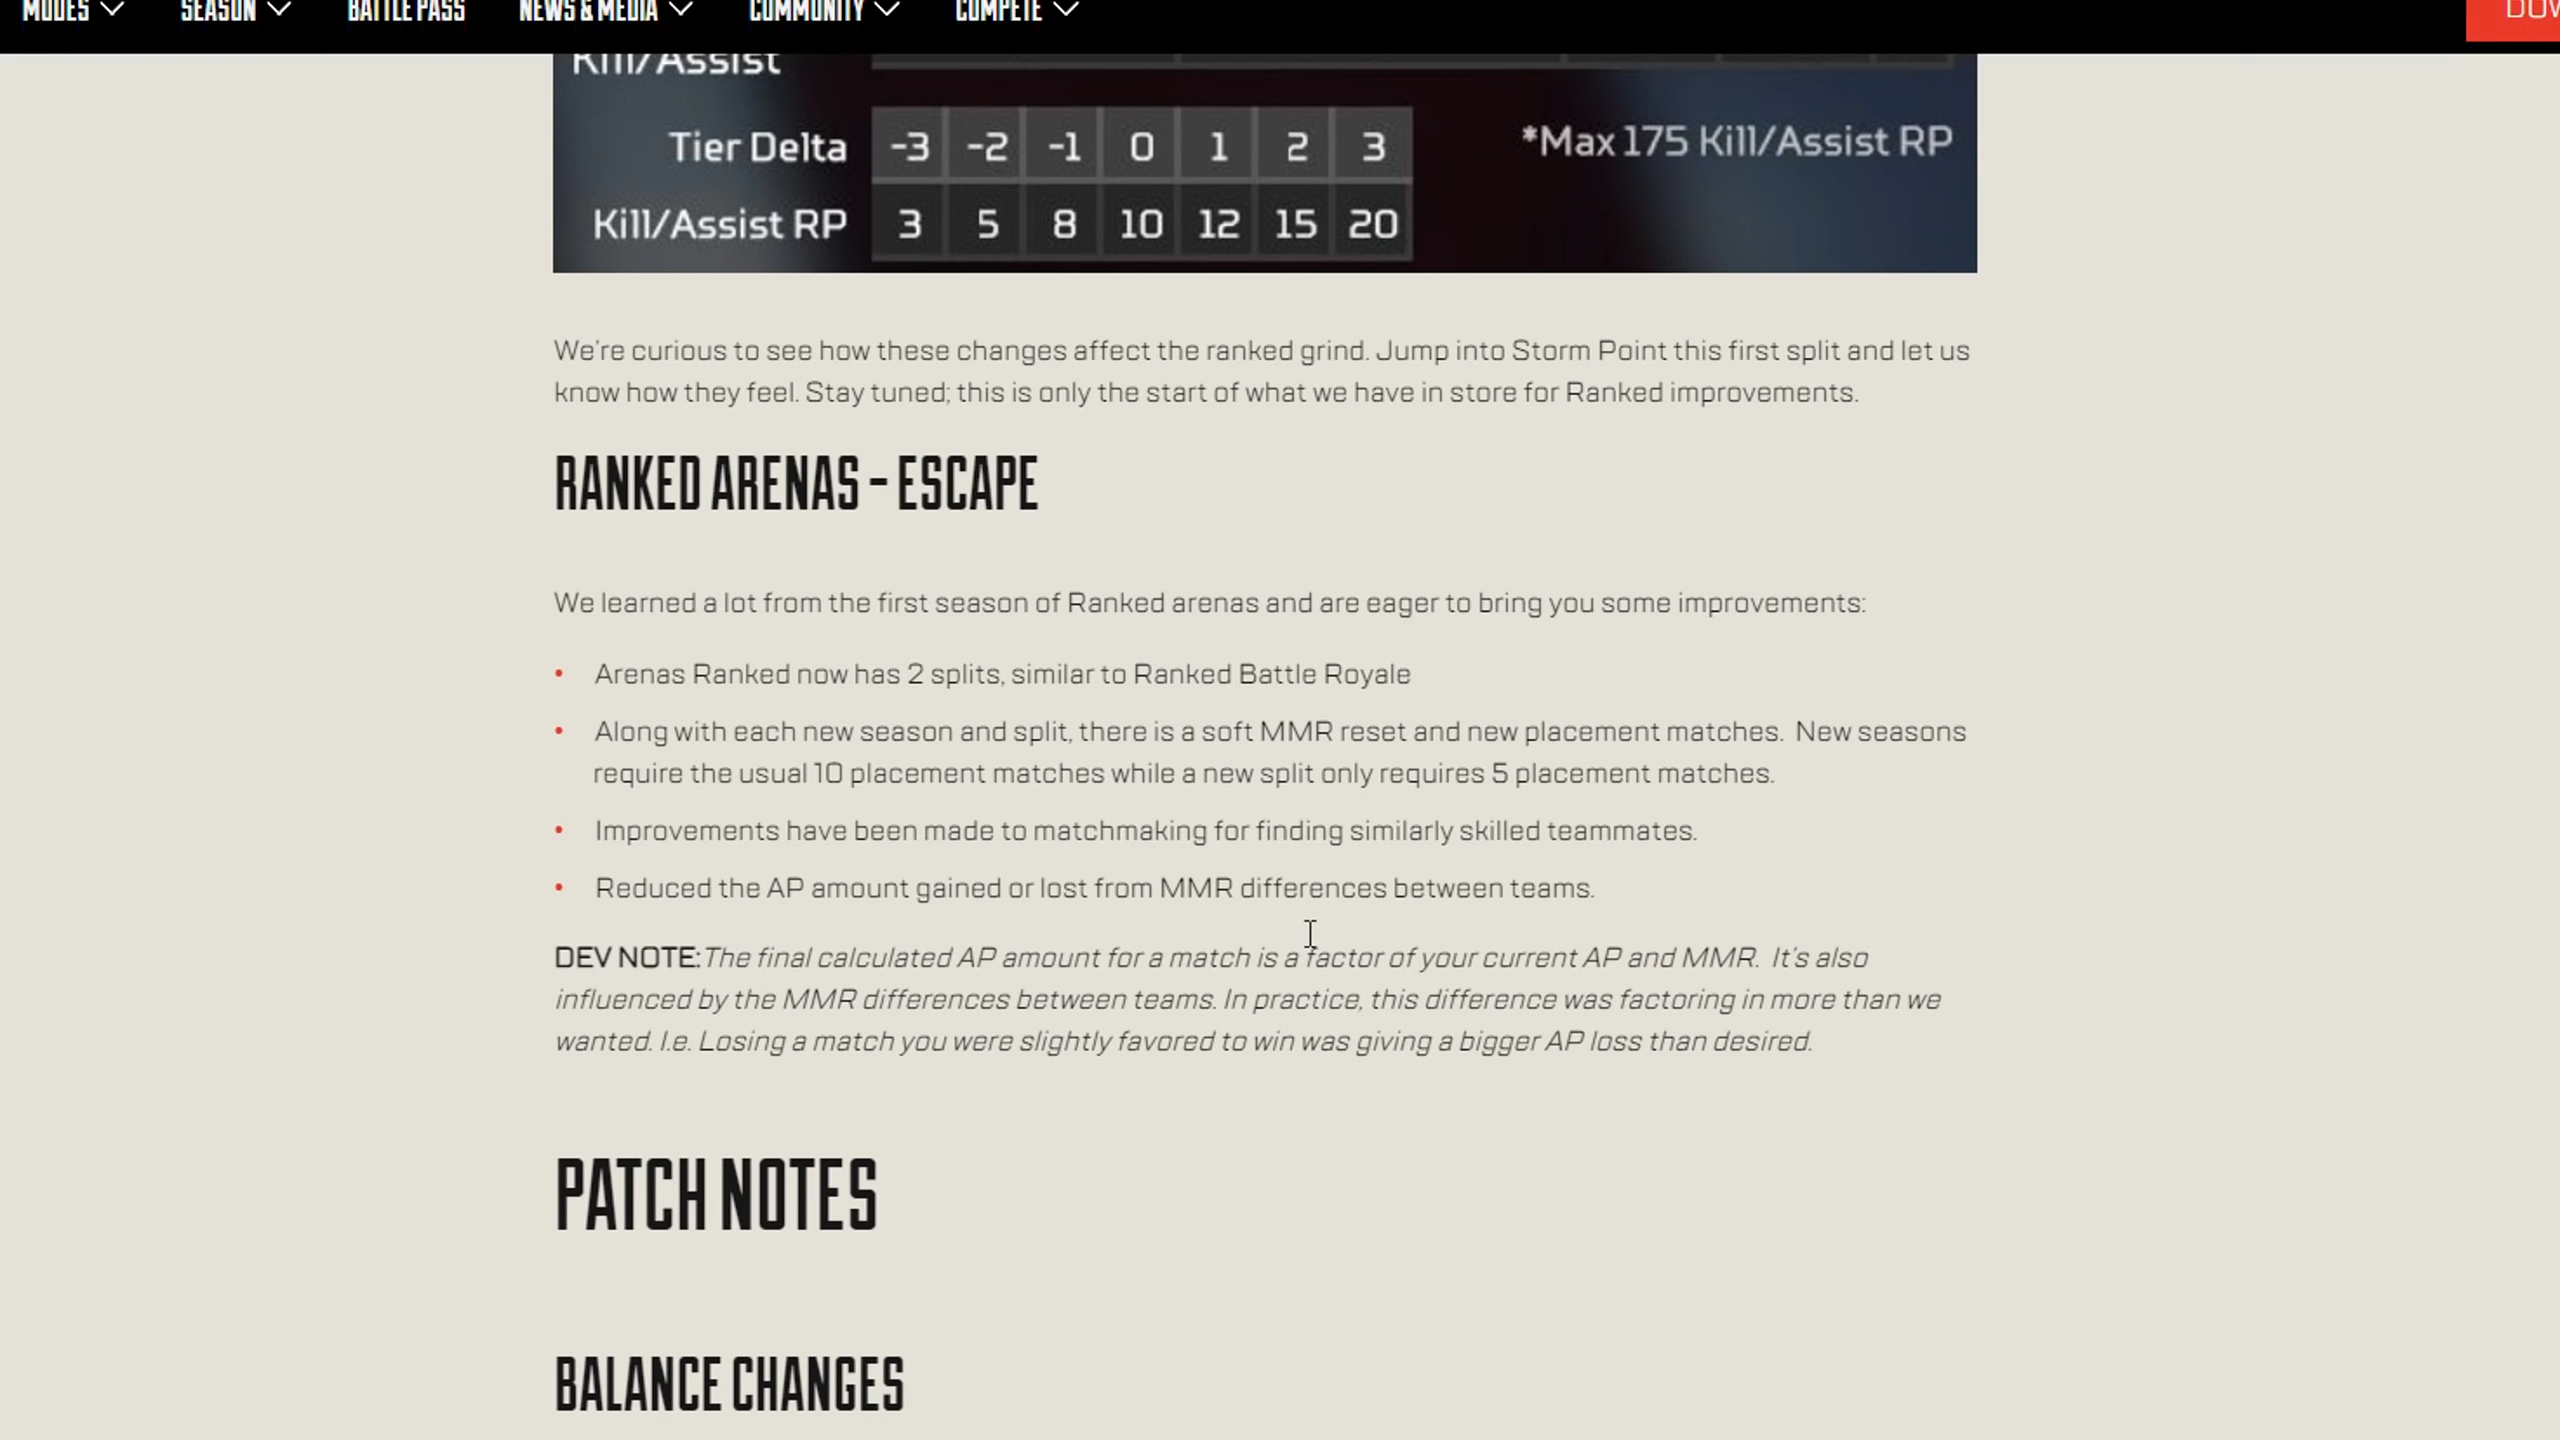 MODES SEASON BATTLE PASS NEWS & MEDIA COMMUNITY COMPETE
Kill/Assist
Tier Delta -3 -2 -1 0 1 2 3 *Max 175 Kill/Assist RP
Kill/Assist RP 3 5 8 10 12 15 20
We're curious to see how these changes affect the ranked grind. Jump into Storm Point this first split and let us
know how they feel. Stay tuned; this is only the start of what we have in store for Ranked improvements.
RANKED ARENAS - ESCAPE
We learned a lot from the first season of Ranked arenas and are eager to bring you some improvements:
• Arenas Ranked now has 2 splits, similar to Ranked Battle Royale
• Along with each new season and split, there is a soft MMR reset and new placement matches. New seasons
require the usual 10 placement matches while a new split only requires 5 placement matches.
• Improvements have been made to matchmaking for finding similarly skilled teammates.
• Reduced the AP amount gained or lost from MMR differences between teams.
DEV NOTE: The final calculated AP amount for a match is a factor of your current AP and MMR. It's also
influenced by the MMR differences between teams. In practice, this difference was factoring in more than we
wanted. I.e. Losing a match you were slightly favored to win was giving a bigger AP loss than desired.
PATCH NOTES
BALANCE CHANGES